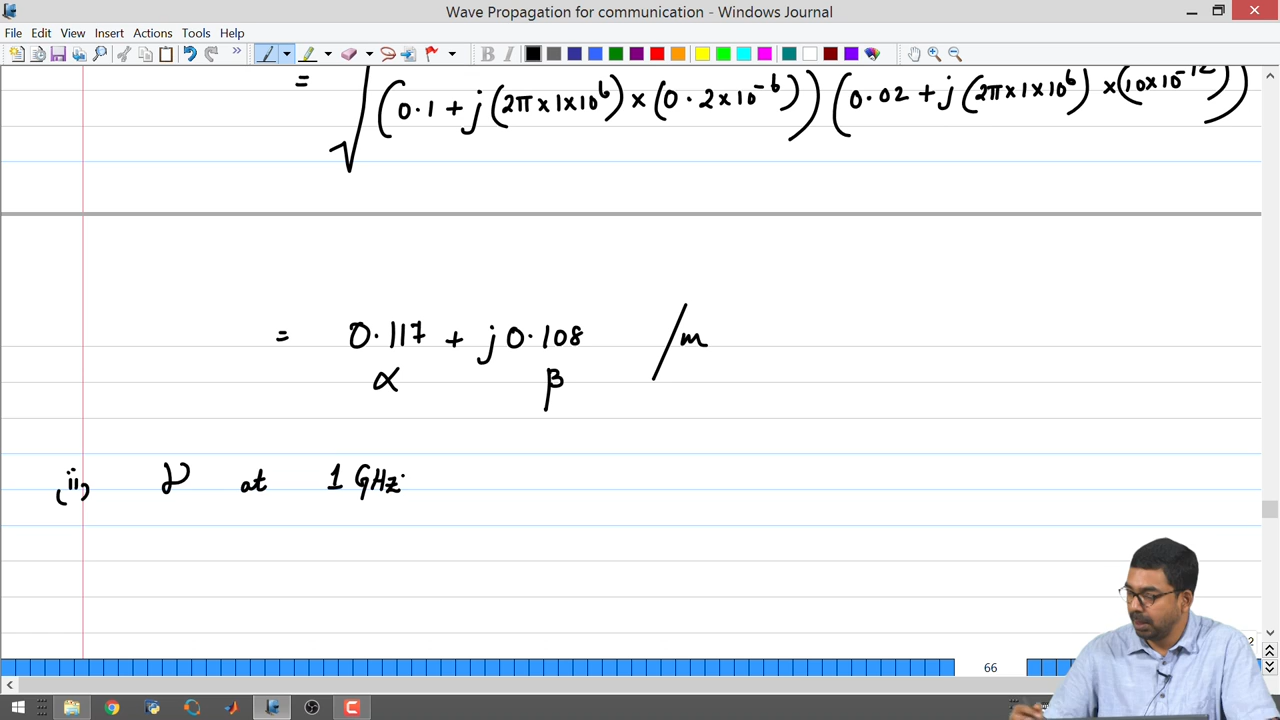 Wave Propagation for communication - Windows Journal
File Edit View Insert Actions Tools Help
= √(0.1 + j(2π×1×10⁶)×(0.2×10⁻⁶)) (0.02 + j(2π×1×10⁶)×(10×10⁻¹²))
= 0.117 + j0.108 /m
α β
(ii) γ at 1 GHz
2
66